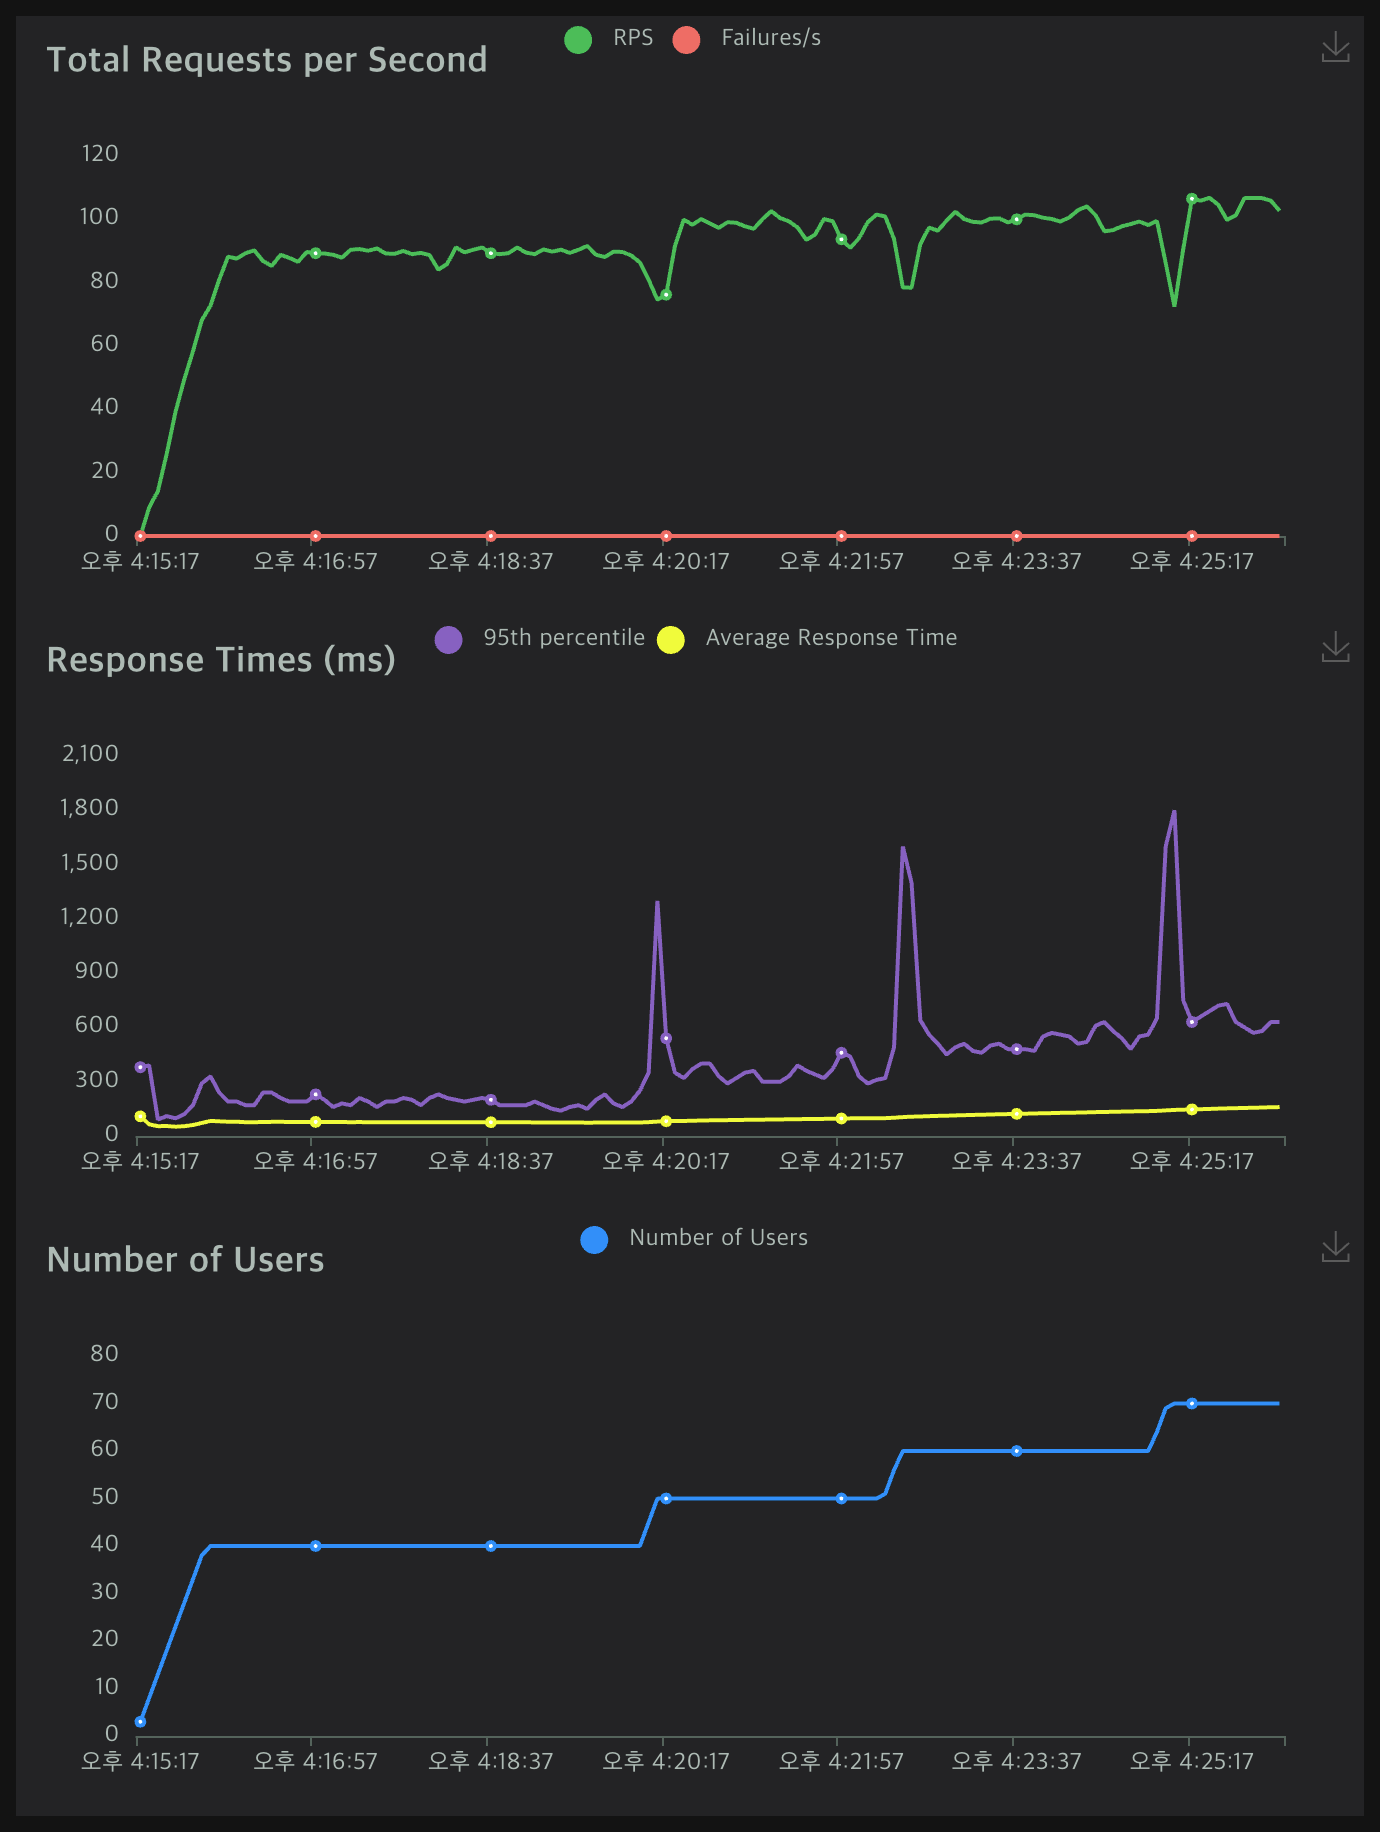 Total Requests per Second
RPS
Failures/s
120
100
80
60
40
20
0
오후 4:15:17
오후 4:16:57
오후 4:18:37
오후 4:20:17
오후 4:21:57
오후 4:23:37
오후 4:25:17
Response Times (ms)
95th percentile
Average Response Time
2,100
1,800
1,500
1,200
900
600
300
0
오후 4:15:17
오후 4:16:57
오후 4:18:37
오후 4:20:17
오후 4:21:57
오후 4:23:37
오후 4:25:17
Number of Users
Number of Users
80
70
60
50
40
30
20
10
0
오후 4:15:17
오후 4:16:57
오후 4:18:37
오후 4:20:17
오후 4:21:57
오후 4:23:37
오후 4:25:17